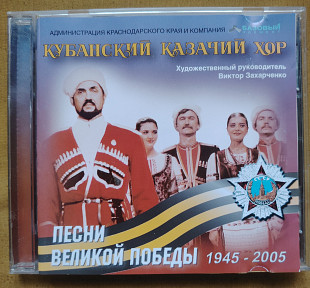 АДМИНИСТРАЦИЯ КРАСНОДАРСКОГО КРАЯ И КОМПАНИЯ
КУБАНСКИЙ КАЗАЧИЙ ХОР
Художественный руководитель
Виктор Захарченко
ПЕСНИ
ВЕЛИКОЙ ПОБЕДЫ 1945 - 2005